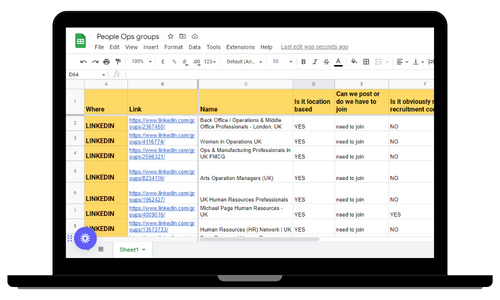 People Ops groups
File Edit View Insert Format Data Tools Extensions Help Last edit was seconds ago
100% £ % .0 .00 123 Default (Ari... 10 B I S A
D64 fx
A B C D E F
1 Where Link Name Is it location based Can we post or do we have to join Is it obviously recruitment
2 LINKEDIN https://www.linkedin.com/groups/2367450/ Back Office / Operations & Middle Office Professionals - London, UK YES need to join NO
3 LINKEDIN https://www.linkedin.com/groups/4116774/ Women in Operations UK YES need to join NO
4 LINKEDIN https://www.linkedin.com/groups/2596321/ Ops & Manufacturing Professionals in UK FMCG YES need to join NO
5 LINKEDIN https://www.linkedin.com/groups/8234116/ Arts Operation Managers (UK) YES need to join NO
6 LINKEDIN https://www.linkedin.com/groups/1962427/ UK Human Resources Professionals YES need to join NO
7 LINKEDIN https://www.linkedin.com/groups/4009016/ Michael Page Human Resources - UK YES need to join YES
8 LINKEDIN https://www.linkedin.com/groups/13573733/ Human Resources (HR) Network | UK YES need to join NO
Sheet1